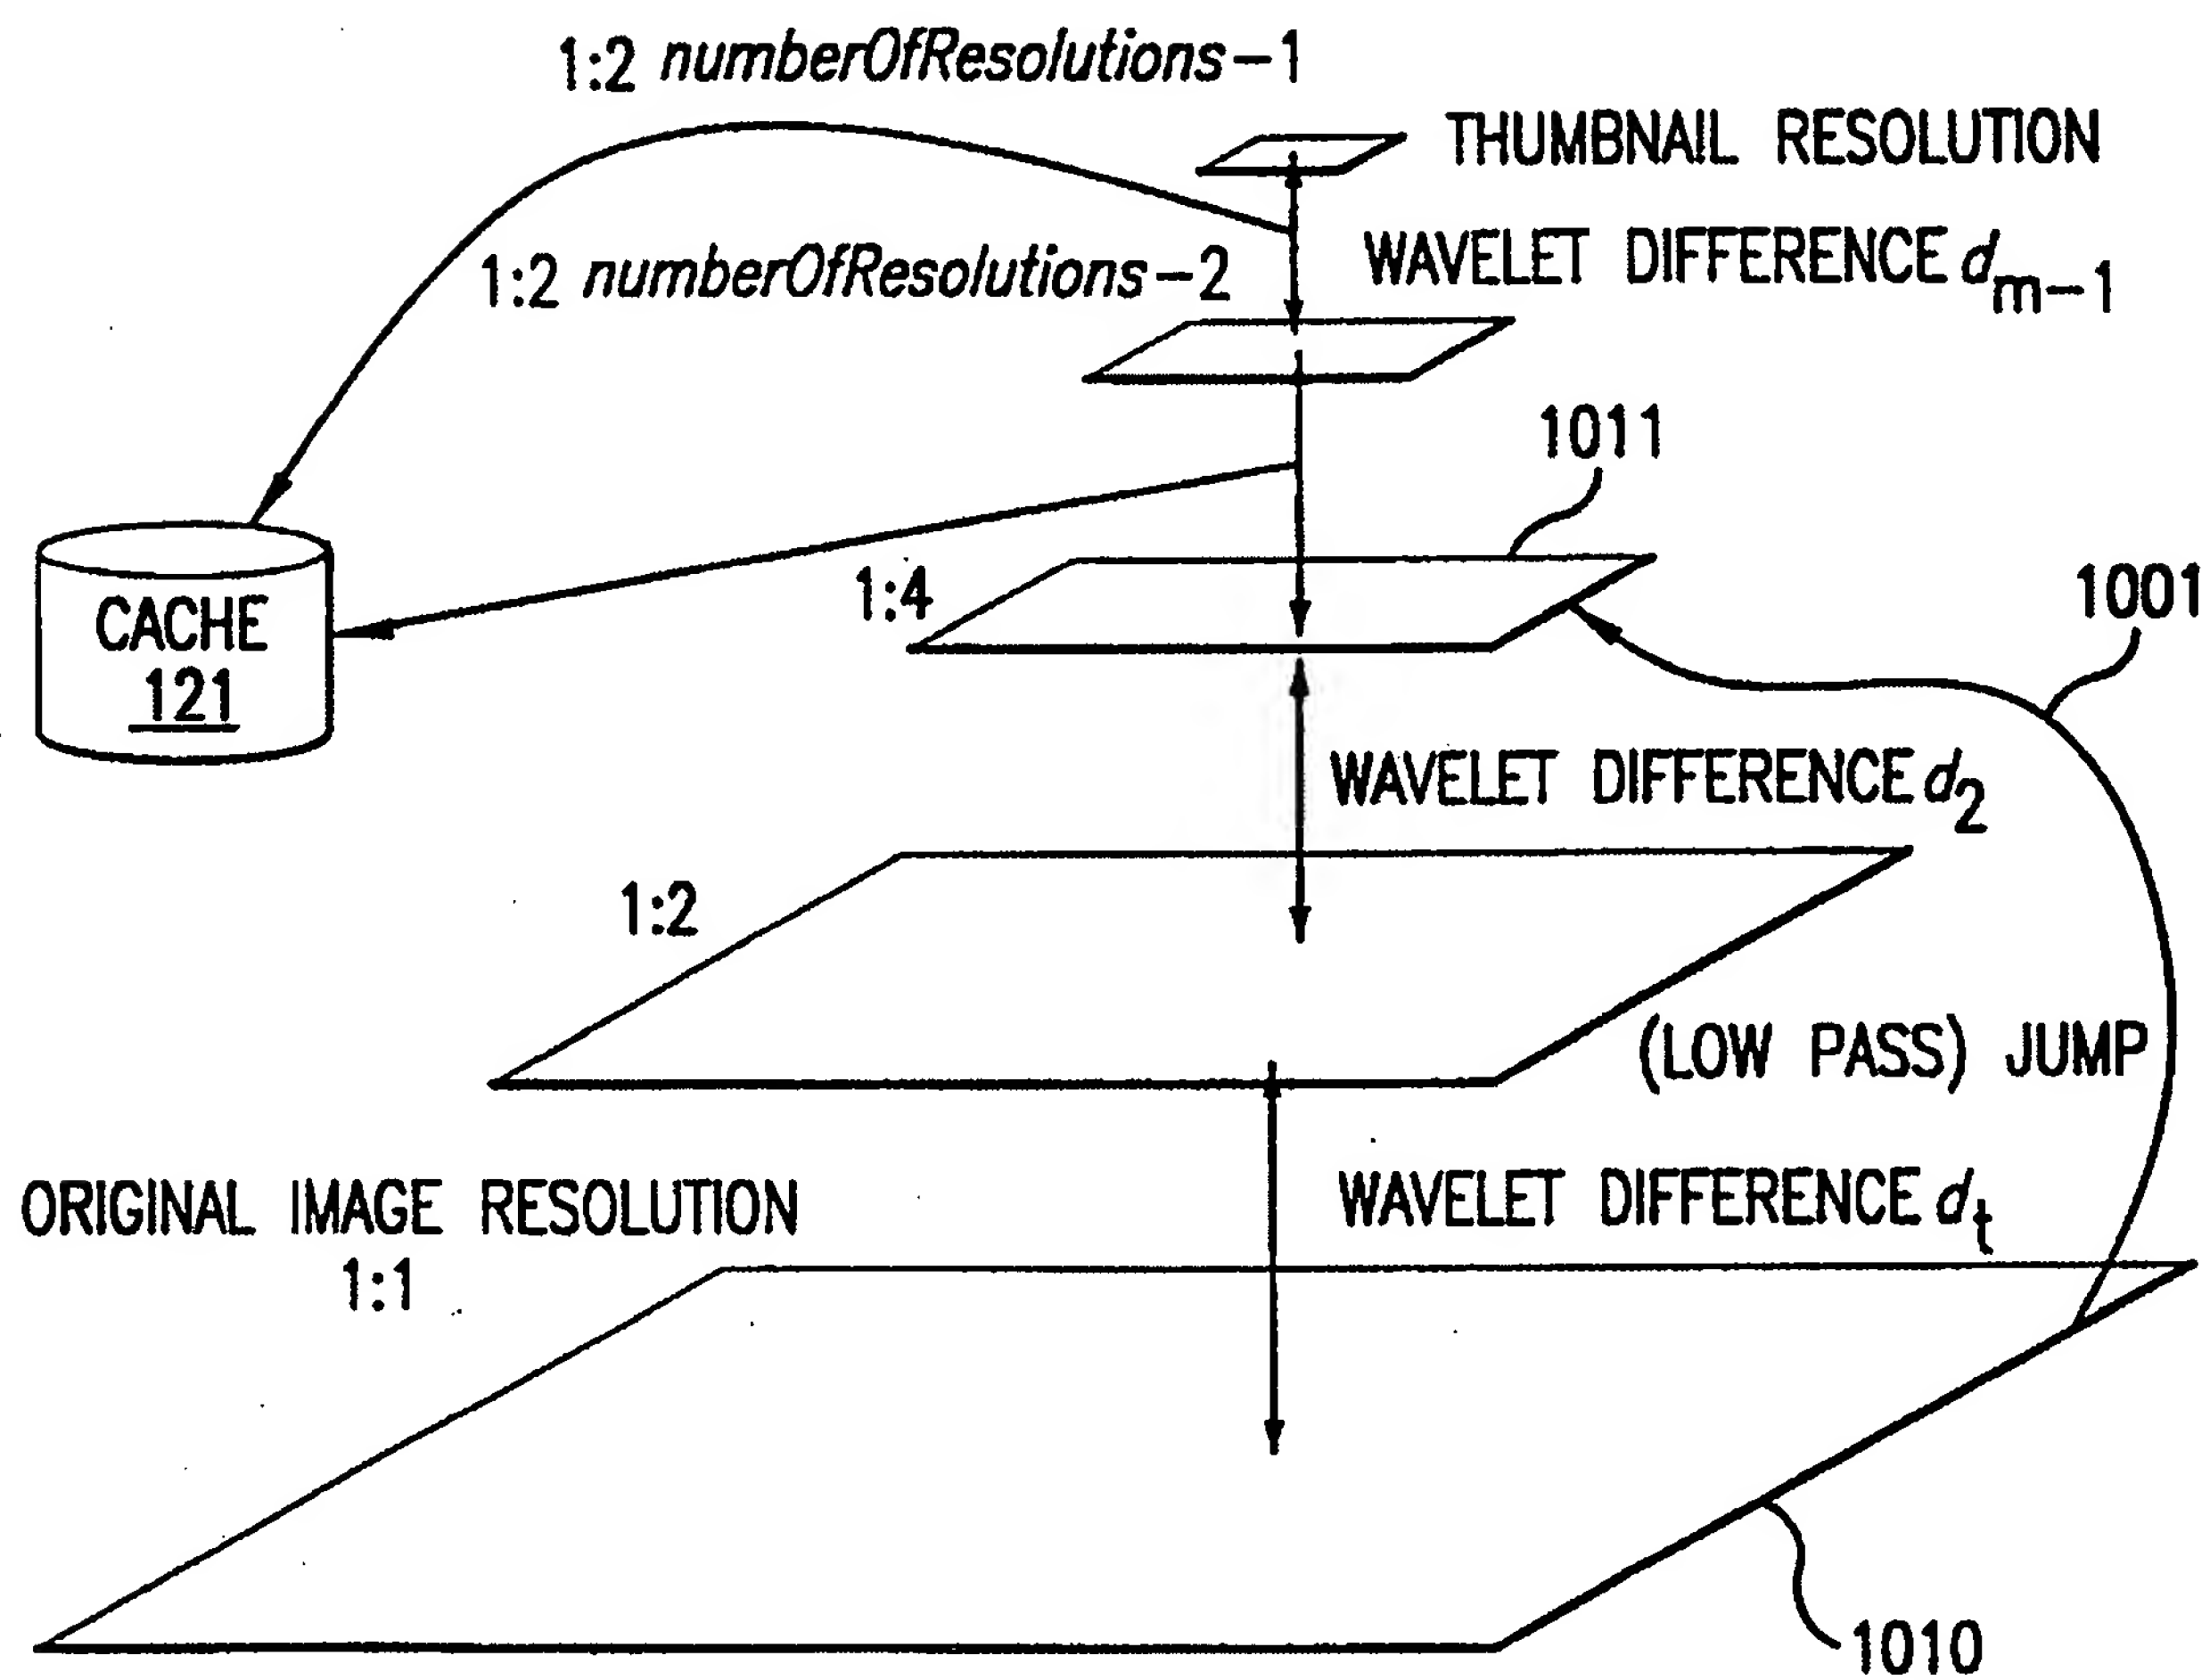 1:2 numberOfResolutions-1
THUMBNAIL RESOLUTION
WAVELET DIFFERENCE dm-1
1:2 numberOfResolutions-2
1011
1:4
1001
CACHE
121
WAVELET DIFFERENCE d2
1:2
(LOW PASS) JUMP
ORIGINAL IMAGE RESOLUTION
1:1
WAVELET DIFFERENCE dt
1010